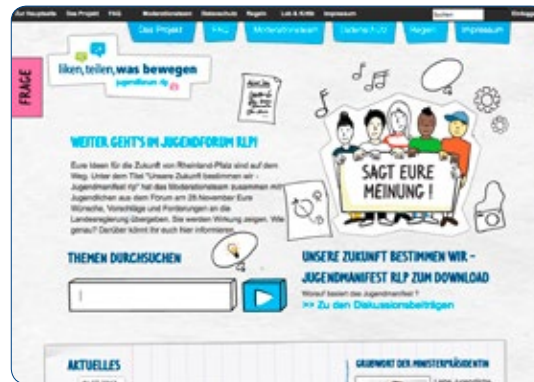 Zur Hauptseite Das Projekt FAQ Moderationsteam Datenschutz Regeln Lob & Kritik Impressum Suchen Einlogg
Das Projekt FAQ Moderationsteam Datenschutz Regeln Impressum
liken, teilen, was bewegen
jugendforum rlp
FRAGE
WEITER GEHT'S IM JUGENDFORUM RLP!
Eure Ideen für die Zukunft von Rheinland-Pfalz sind auf dem
Weg. Unter dem Titel "Unsere Zukunft bestimmen wir -
Jugendmanifest rlp" hat das Moderationsteam zusammen mit
Jugendlichen aus dem Forum am 28.November Eure
Wünsche, Vorschläge und Forderungen an die
Landesregierung übergeben. Sie werden Wirkung zeigen. Wie
genau? Darüber könnt ihr euch hier informieren.
SAGT EURE
MEINUNG !
THEMEN DURCHSUCHEN
UNSERE ZUKUNFT BESTIMMEN WIR -
JUGENDMANIFEST RLP ZUM DOWNLOAD
Worauf basiert das Jugendmanifest ?
>> Zu den Diskussionsbeiträgen
AKTUELLES
GRUßWORT DER MINISTERPRÄSIDENTIN